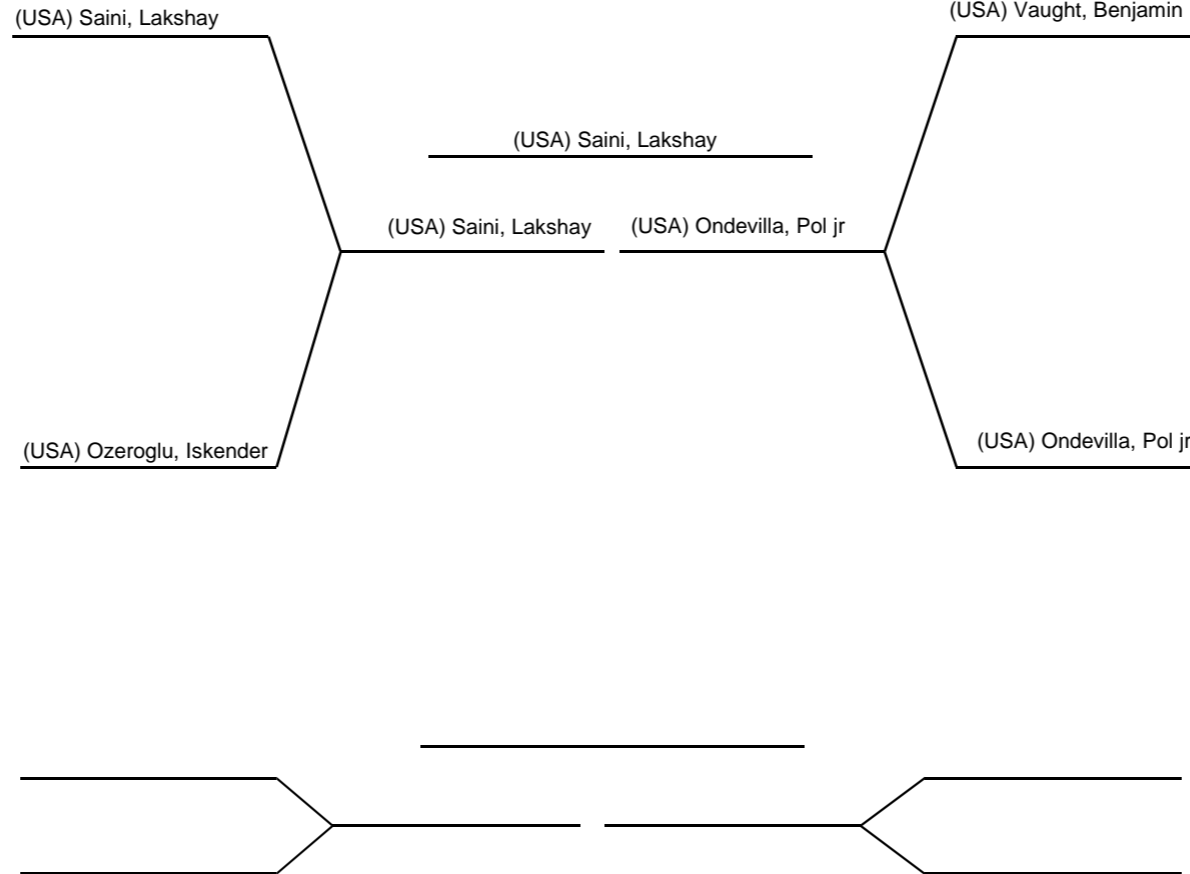 (USA) Saini, Lakshay
(USA) Vaught, Benjamin
(USA) Saini, Lakshay
(USA) Saini, Lakshay
(USA) Ondevilla, Pol jr
(USA) Ozeroglu, Iskender
(USA) Ondevilla, Pol jr